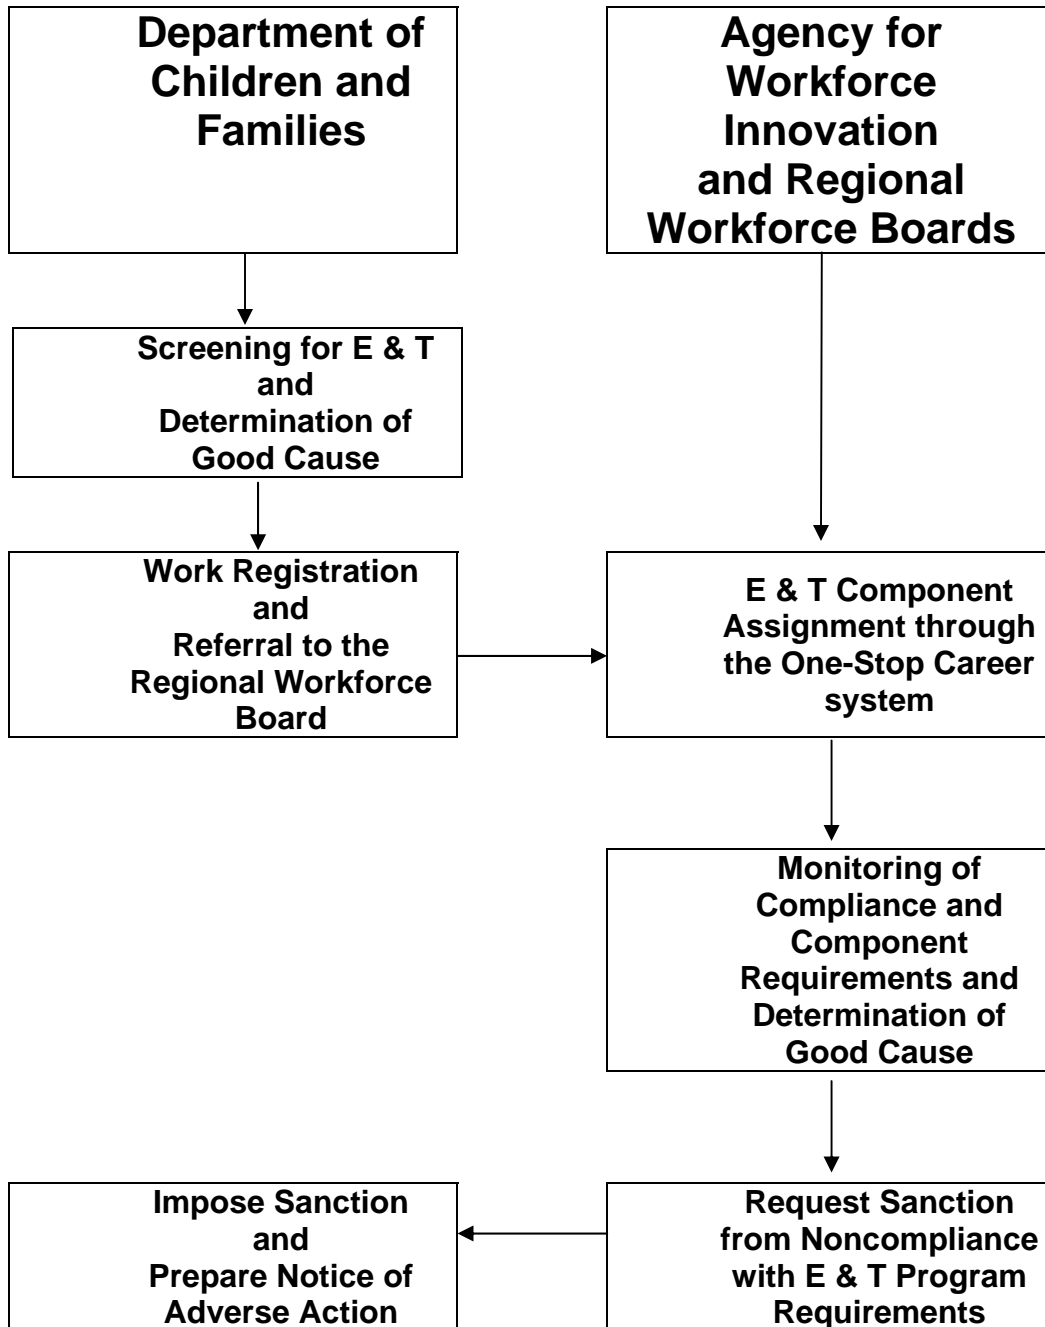 Department of
Children and
Families
Agency for
Workforce
Innovation
and Regional
Workforce Boards
Screening for E & T
and
Determination of
Good Cause
Work Registration
and
Referral to the
Regional Workforce
Board
E & T Component
Assignment through
the One-Stop Career
system
Monitoring of
Compliance and
Component
Requirements and
Determination of
Good Cause
Impose Sanction
and
Prepare Notice of
Adverse Action
Request Sanction
from Noncompliance
with E & T Program
Requirements